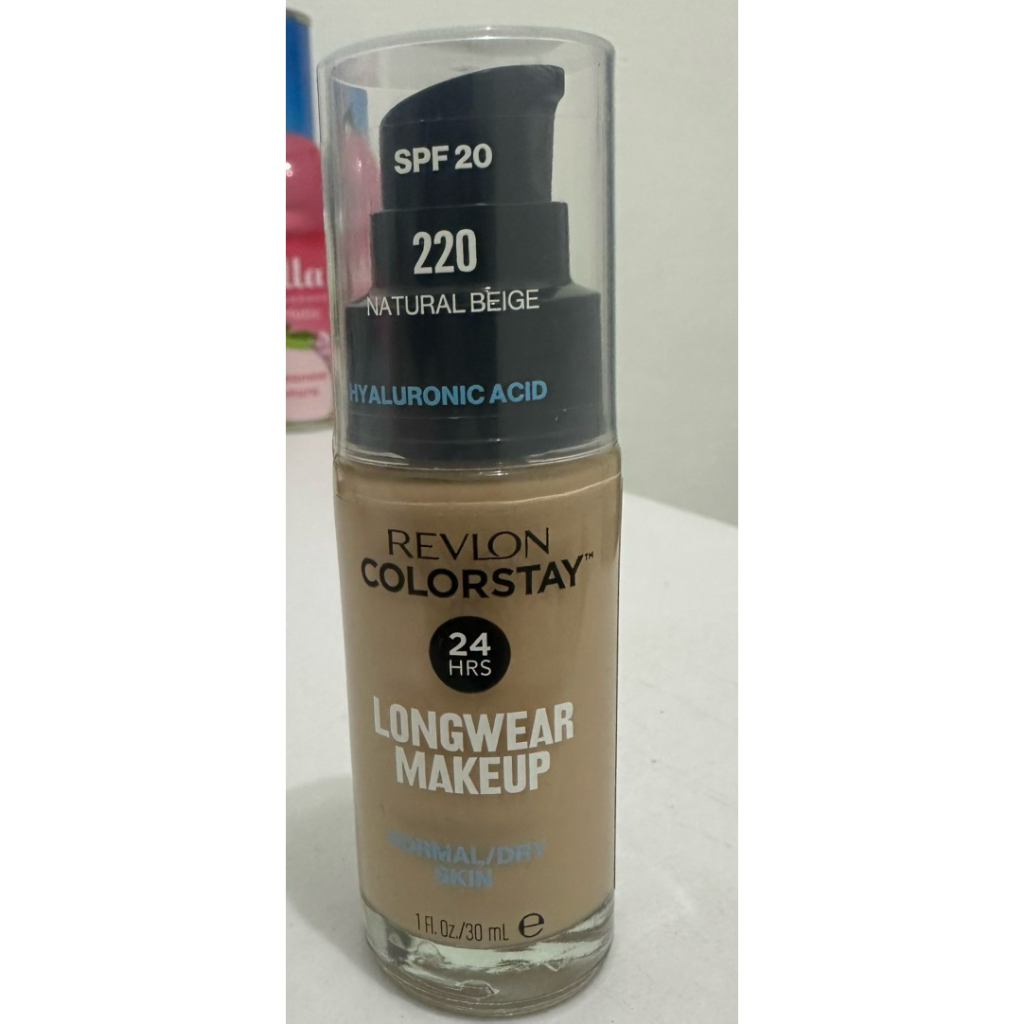 SPF 20
220
NATURAL BEIGE
HYALURONIC ACID
REVLON
COLORSTAY™
24
HRS
LONGWEAR
MAKEUP
NORMAL/DRY
SKIN
1 Fl. Oz./30 mL ℮